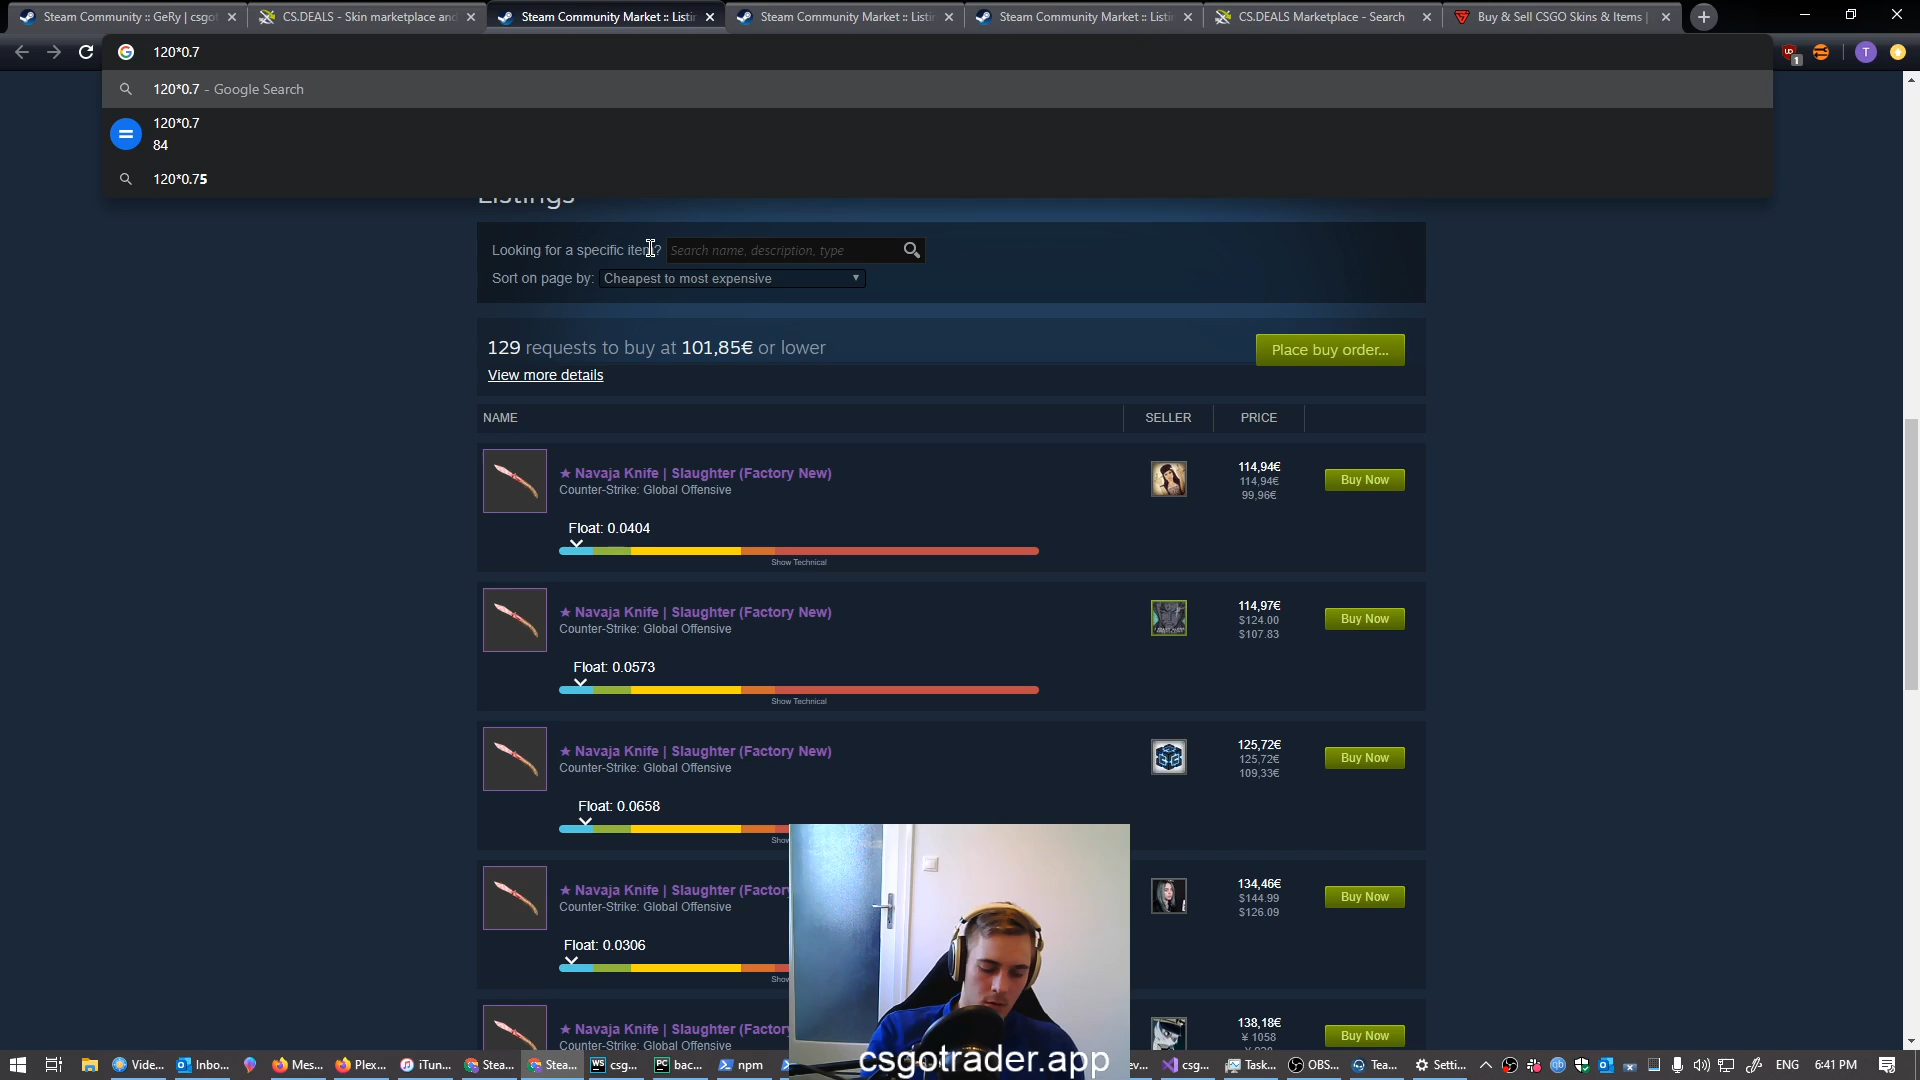 Steam Community :: GeRy | csgot
CS.DEALS - Skin marketplace and
Steam Community Market :: Listin
Steam Community Market :: Listin
Steam Community Market :: Listin
CS.DEALS Marketplace - Search
Buy & Sell CSGO Skins & Items |
120*0.7
120*0.7 - Google Search
120*0.7
84
120*0.75
Listings
Looking for a specific item?
Search name, description, type
Sort on page by:
Cheapest to most expensive
129 requests to buy at 101,85€ or lower
Place buy order...
View more details
NAME
SELLER
PRICE
★ Navaja Knife | Slaughter (Factory New)
Counter-Strike: Global Offensive
114,94€
114,94€
99,96€
Buy Now
Float: 0.0404
Show Technical
★ Navaja Knife | Slaughter (Factory New)
Counter-Strike: Global Offensive
114,97€
$124.00
$107.83
Buy Now
Float: 0.0573
Show Technical
★ Navaja Knife | Slaughter (Factory New)
Counter-Strike: Global Offensive
125,72€
125,72€
109,33€
Buy Now
Float: 0.0658
★ Navaja Knife | Slaughter (Factory
Counter-Strike: Global Offensive
134,46€
$144.99
$126.09
Buy Now
Float: 0.0306
★ Navaja Knife | Slaughter (Factory
Counter-Strike: Global Offensive
138,18€
¥ 1058
Buy Now
csgotrader.app
Vide...
Inbo...
Mes...
Plex...
iTun...
Stea...
Stea...
csg...
bac...
npm
csg...
Task...
OBS...
Tea...
Setti...
ENG
6:41 PM